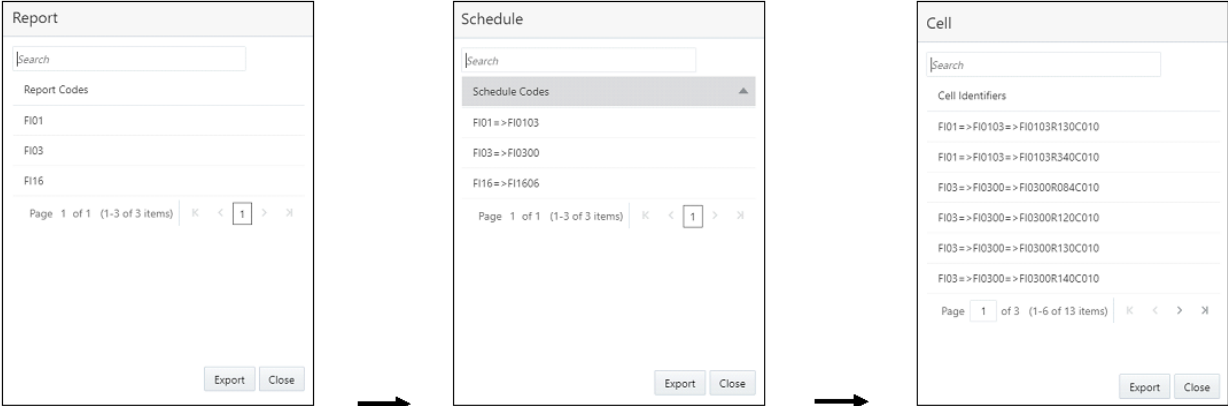 Report
Search
Report Codes
FI01
FI03
FI16
Page 1 of 1 (1-3 of 3 items) K < 1 > >|
Export Close
Schedule
Search
Schedule Codes
FI01=>FI0103
FI03=>FI0300
FI16=>FI1606
Page 1 of 1 (1-3 of 3 items) K < 1 > >|
Export Close
Cell
Search
Cell Identifiers
FI01=>FI0103=>FI0103R130C010
FI01=>FI0103=>FI0103R340C010
FI03=>FI0300=>FI0300R084C010
FI03=>FI0300=>FI0300R120C010
FI03=>FI0300=>FI0300R130C010
FI03=>FI0300=>FI0300R140C010
Page 1 of 3 (1-6 of 13 items) K < > >|
Export Close